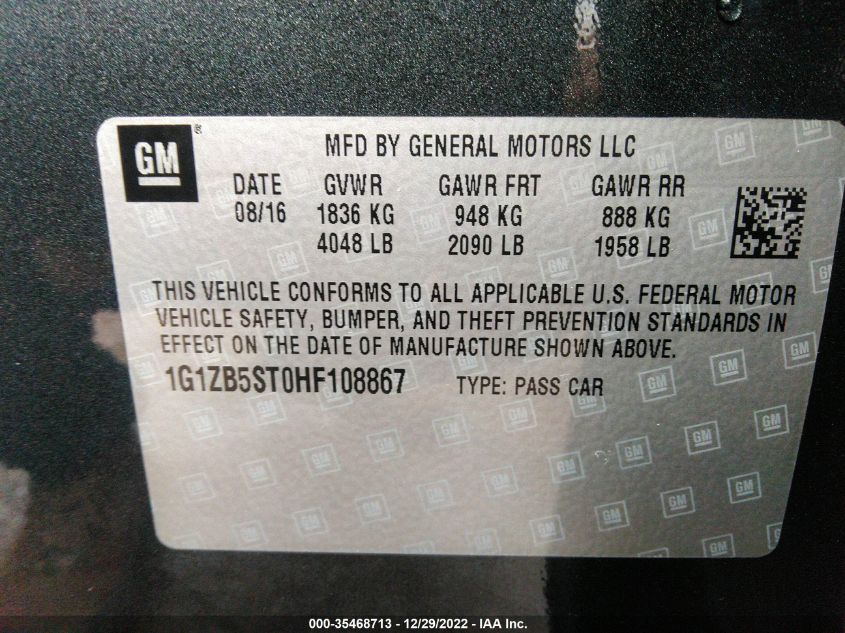 GM ®
MFD BY GENERAL MOTORS LLC
DATE GVWR GAWR FRT GAWR RR
08/16 1836 KG 948 KG 888 KG
4048 LB 2090 LB 1958 LB
THIS VEHICLE CONFORMS TO ALL APPLICABLE U.S. FEDERAL MOTOR
VEHICLE SAFETY, BUMPER, AND THEFT PREVENTION STANDARDS IN
EFFECT ON THE DATE OF MANUFACTURE SHOWN ABOVE.
1G1ZB5ST0HF108867 TYPE: PASS CAR
000-35468713 - 12/29/2022 - IAA Inc.